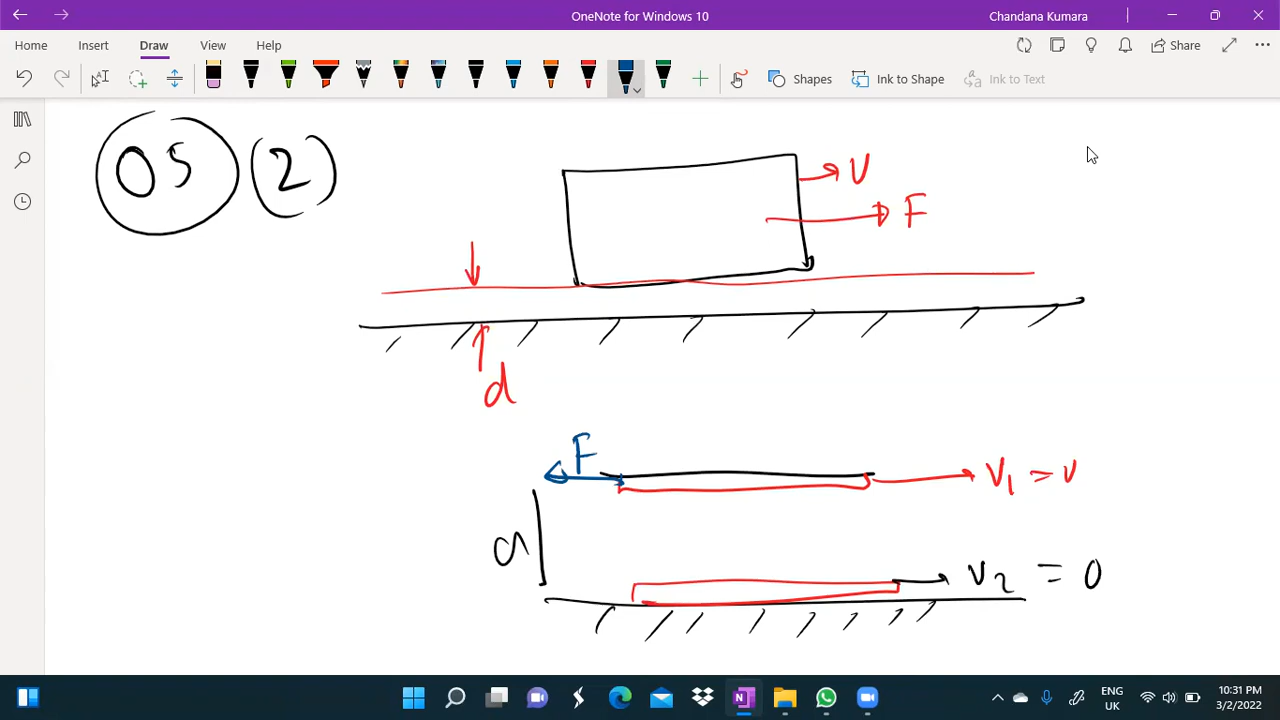 OneNote for Windows 10
Chandana Kumara
Home Insert Draw View Help
Share
Shapes
Ink to Shape
Ink to Text
05 (2)
V
F
d
F
V1 = V
d
V2 = 0
ENG
UK
10:31 PM
3/2/2022